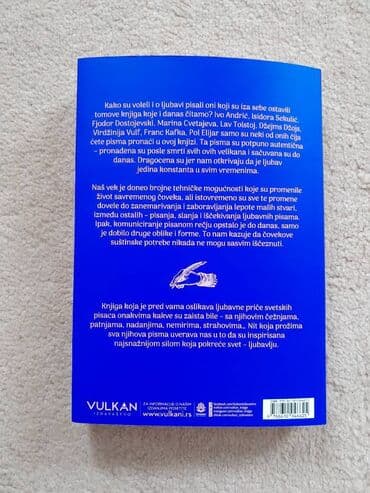 Kako su voleli i o ljubavi pisali oni koji su iza sebe ostavili
tomove knjiga koje i danas čitamo? Ivo Andrić, Isidora Sekulić,
Fjodor Dostojevski, Marina Cvetajeva, Lav Tolstoj, Džejms Džojs,
Virdžinija Vulf, Franc Kafka, Pol Elijar samo su neki od onih čija
ćete pisma pronaći u ovoj knjizi. Ta pisma su potpuno autentična
– pronađena su posle smrti svih ovih velikana i sačuvana su do
danas. Dragocena su jer nam otkrivaju da je ljubav
jedina konstanta u svim vremenima.
Naš vek je doneo brojne tehničke mogućnosti koje su promenile
život savremenog čoveka, ali istovremeno su sve te promene
dovele do zanemarivanja i zaboravljanja lepote malih stvari,
između ostalih – pisanja, slanja i iščekivanja ljubavnih pisama.
Ipak, komuniciranje pisanom rečju opstalo je do danas, samo
je dobilo druge oblike i forme. To nam kazuje da čovekove
suštinske potrebe nikada ne mogu sasvim iščeznuti.
Knjiga koja je pred vama oslikava ljubavne priče svetskih
pisaca onakvima kakve su zaista bile – sa njihovim čežnjama,
patnjama, nadanjima, nemirima, strahovima... Nit koja prožima
sva njihova pisma uverava nas u to da su inspirisana
najsnažnijom silom koja pokreće svet – ljubavlju.
VULKAN
IZDAVAŠTVO
ZA INFORMACIJE O NAŠIM
IZDANJIMA POSETITE
www.vulkani.rs